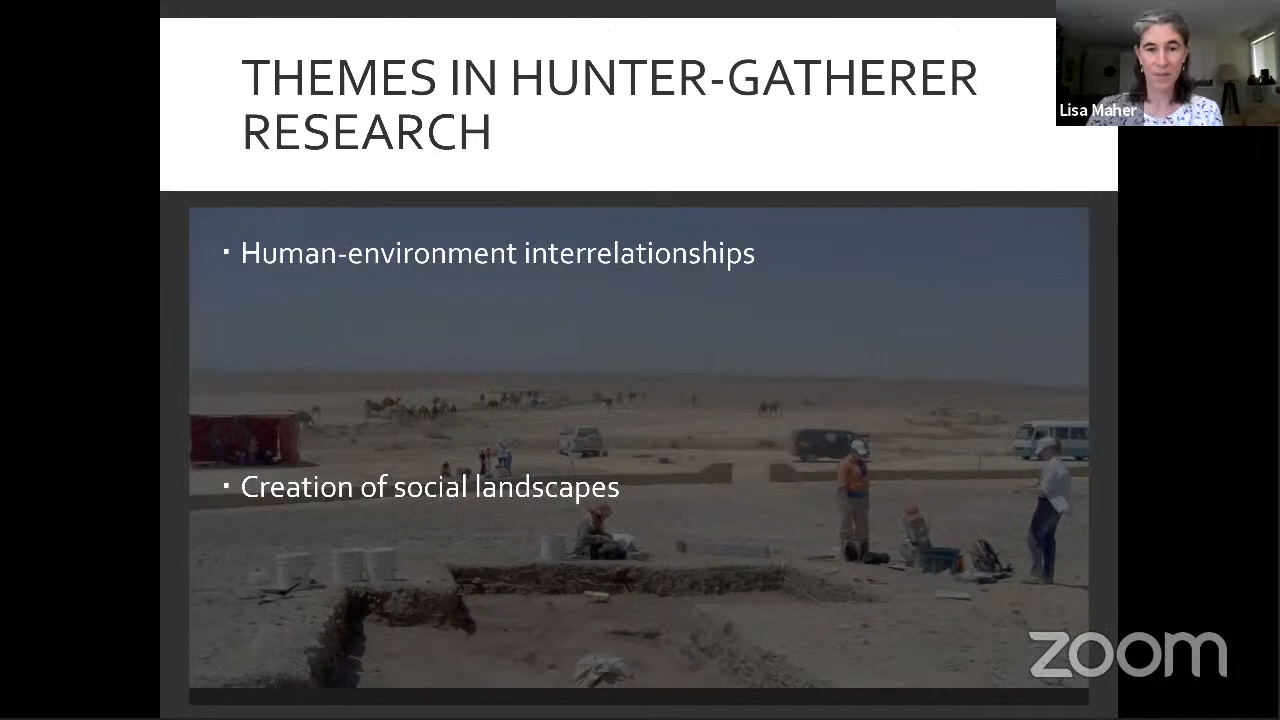 THEMES IN HUNTER-GATHERER
RESEARCH
Lisa Maher
▪ Human-environment interrelationships
▪ Creation of social landscapes
zoom